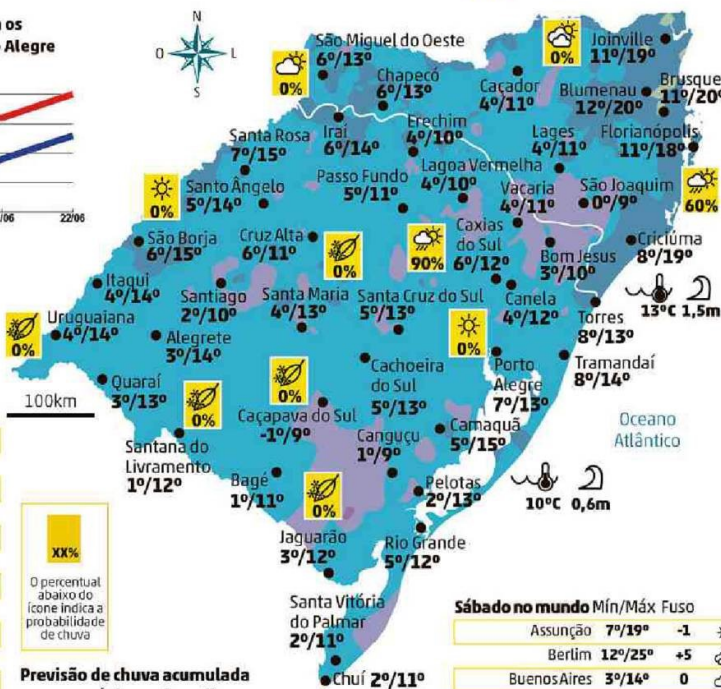 os
Alegre
/06
22/06
N
O
L
S
São Miguel do Oeste
6º/13º
0%
Chapecó
6º/13º
0%
Caçador
4º/11º
Joinville
11º/19º
Blumenau
12º/20º
Brusque
11º/20º
Iraí
6º/14º
Erechim
4º/10º
Lages
4º/11º
Florianópolis
11º/18º
Santa Rosa
7º/15º
Passo Fundo
5º/11º
Lagoa Vermelha
4º/10º
Vacaria
4º/11º
São Joaquim
0º/9º
60%
0%
Santo Ângelo
5º/14º
São Borja
6º/15º
Cruz Alta
6º/11º
0%
90%
Caxias
do Sul
6º/12º
Bom Jesus
3º/10º
Criciúma
8º/19º
Itaqui
4º/14º
Santiago
2º/10º
Santa Maria
4º/13º
Santa Cruz do Sul
5º/13º
Canela
4º/12º
Torres
8º/13º
13ºC 1,5m
Uruguaiana
4º/14º
0%
Alegrete
3º/14º
0%
0%
Cachoeira
do Sul
5º/13º
Porto
Alegre
7º/13º
Tramandaí
8º/14º
Quaraí
3º/13º
100km
0%
Caçapava do Sul
-1º/9º
Canguçu
1º/9º
Camaquã
5º/15º
Oceano
Atlântico
Santana do
Livramento
1º/12º
Bagé
1º/11º
0%
Pelotas
2º/13º
10ºC 0,6m
Jaguarão
3º/12º
Rio Grande
5º/12º
XX%
O percentual
abaixo do
ícone indica a
probabilidade
de chuva
Santa Vitória
do Palmar
2º/11º
Chuí 2º/11º
Previsão de chuva acumulada
Sábado no mundo Mín/Máx Fuso
Assunção 7º/19º -1
Berlim 12º/25º +5
Buenos Aires 3º/14º 0